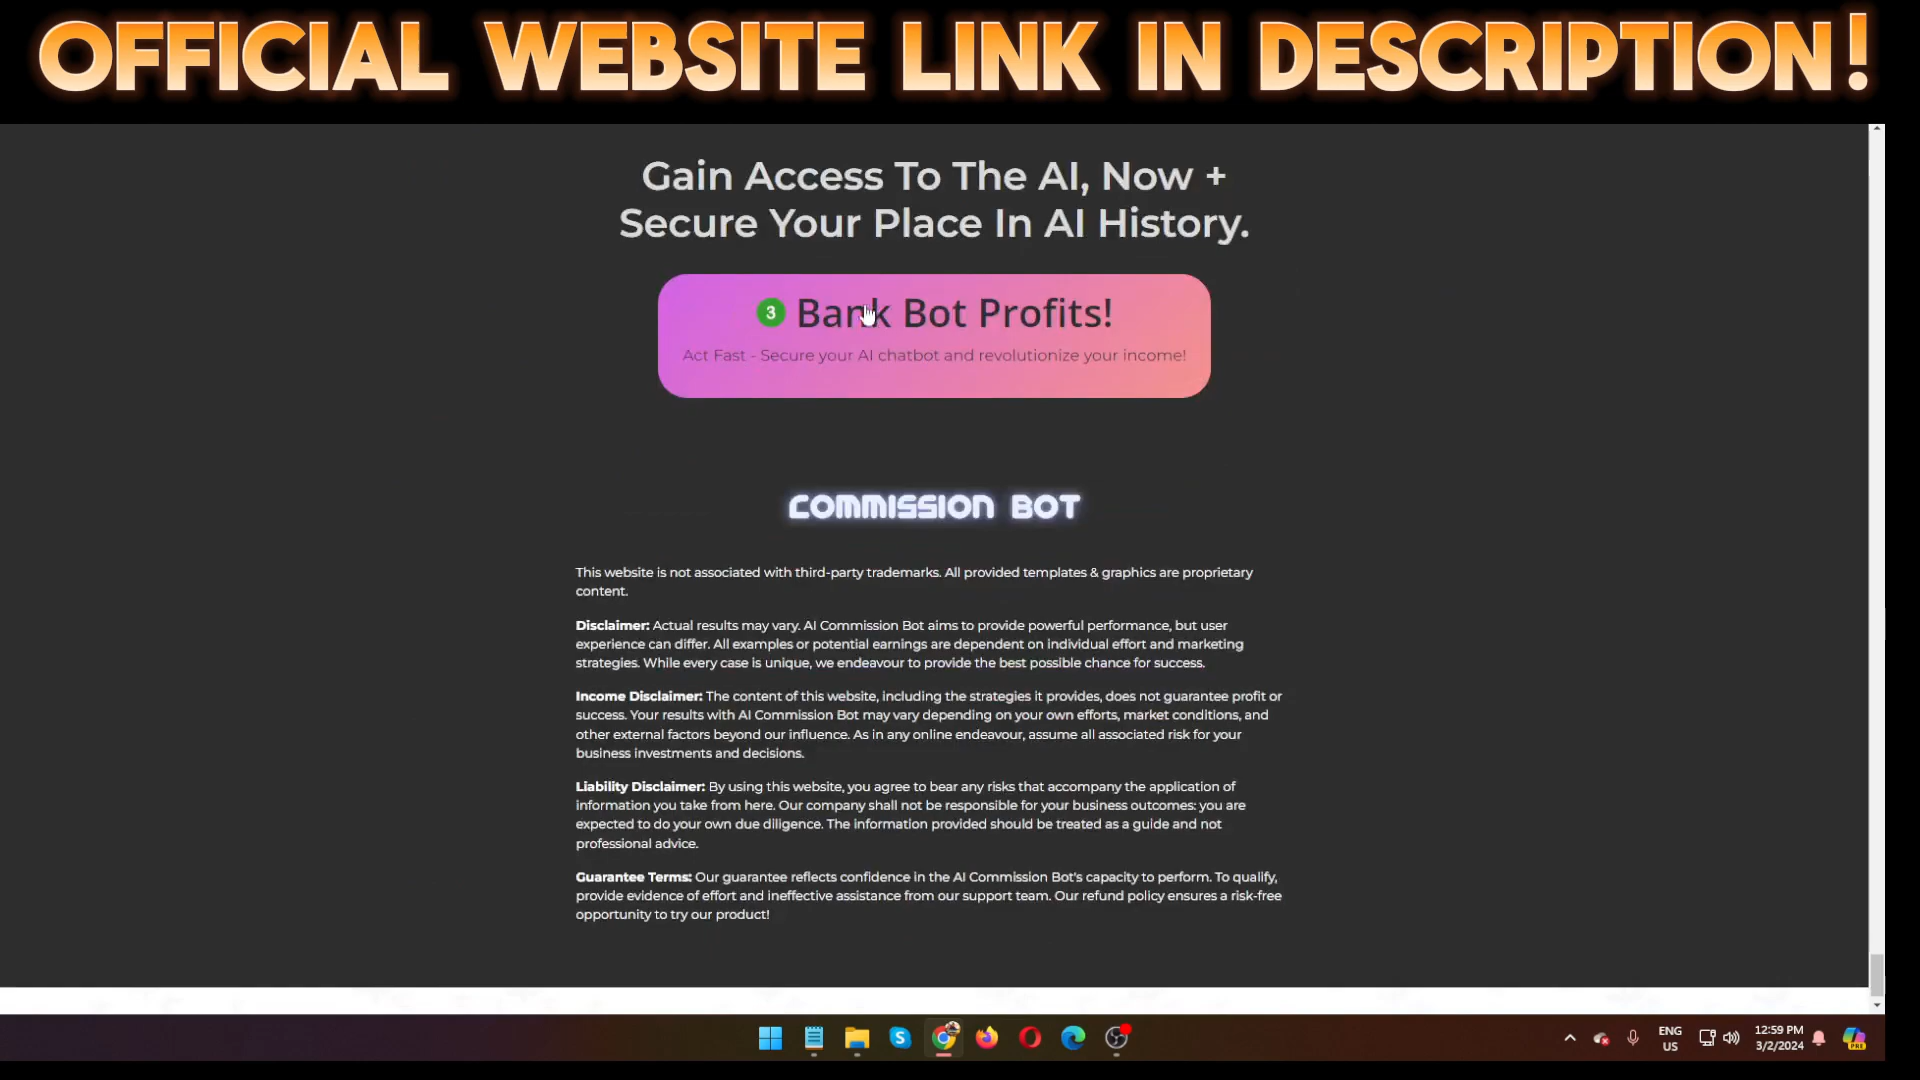 OFFICIAL WEBSITE LINK IN DESCRIPTION!
Gain Access To The AI, Now +
Secure Your Place In AI History.
3 Bank Bot Profits!
Act Fast - Secure your AI chatbot and revolutionize your income!
COMMISSION BOT
This website is not associated with third-party trademarks. All provided templates & graphics are proprietary
content.
Disclaimer: Actual results may vary. AI Commission Bot aims to provide powerful performance, but user
experience can differ. All examples or potential earnings are dependent on individual effort and marketing
strategies. While every case is unique, we endeavour to provide the best possible chance for success.
Income Disclaimer: The content of this website, including the strategies it provides, does not guarantee profit or
success. Your results with AI Commission Bot may vary depending on your own efforts, market conditions, and
other external factors beyond our influence. As in any online endeavour, assume all associated risk for your
business investments and decisions.
Liability Disclaimer: By using this website, you agree to bear any risks that accompany the application of
information you take from here. Our company shall not be responsible for your business outcomes: you are
expected to do your own due diligence. The information provided should be treated as a guide and not
professional advice.
Guarantee Terms: Our guarantee reflects confidence in the AI Commission Bot's capacity to perform. To qualify,
provide evidence of effort and ineffective assistance from our support team. Our refund policy ensures a risk-free
opportunity to try our product!
ENG
US
12:59 PM
3/2/2024
PRE